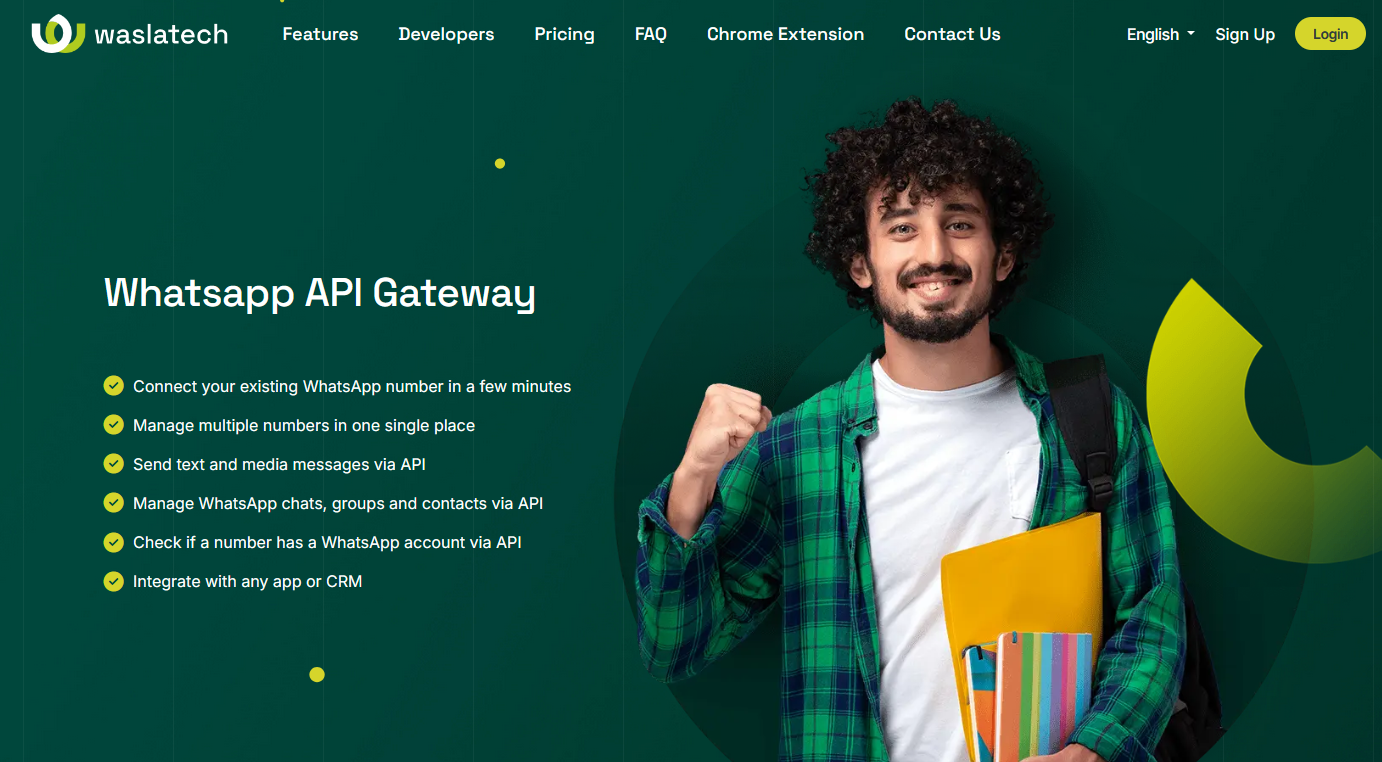 waslatech
Features
Developers
Pricing
FAQ
Chrome Extension
Contact Us
English
Sign Up
Login
Whatsapp API Gateway
Connect your existing WhatsApp number in a few minutes
Manage multiple numbers in one single place
Send text and media messages via API
Manage WhatsApp chats, groups and contacts via API
Check if a number has a WhatsApp account via API
Integrate with any app or CRM